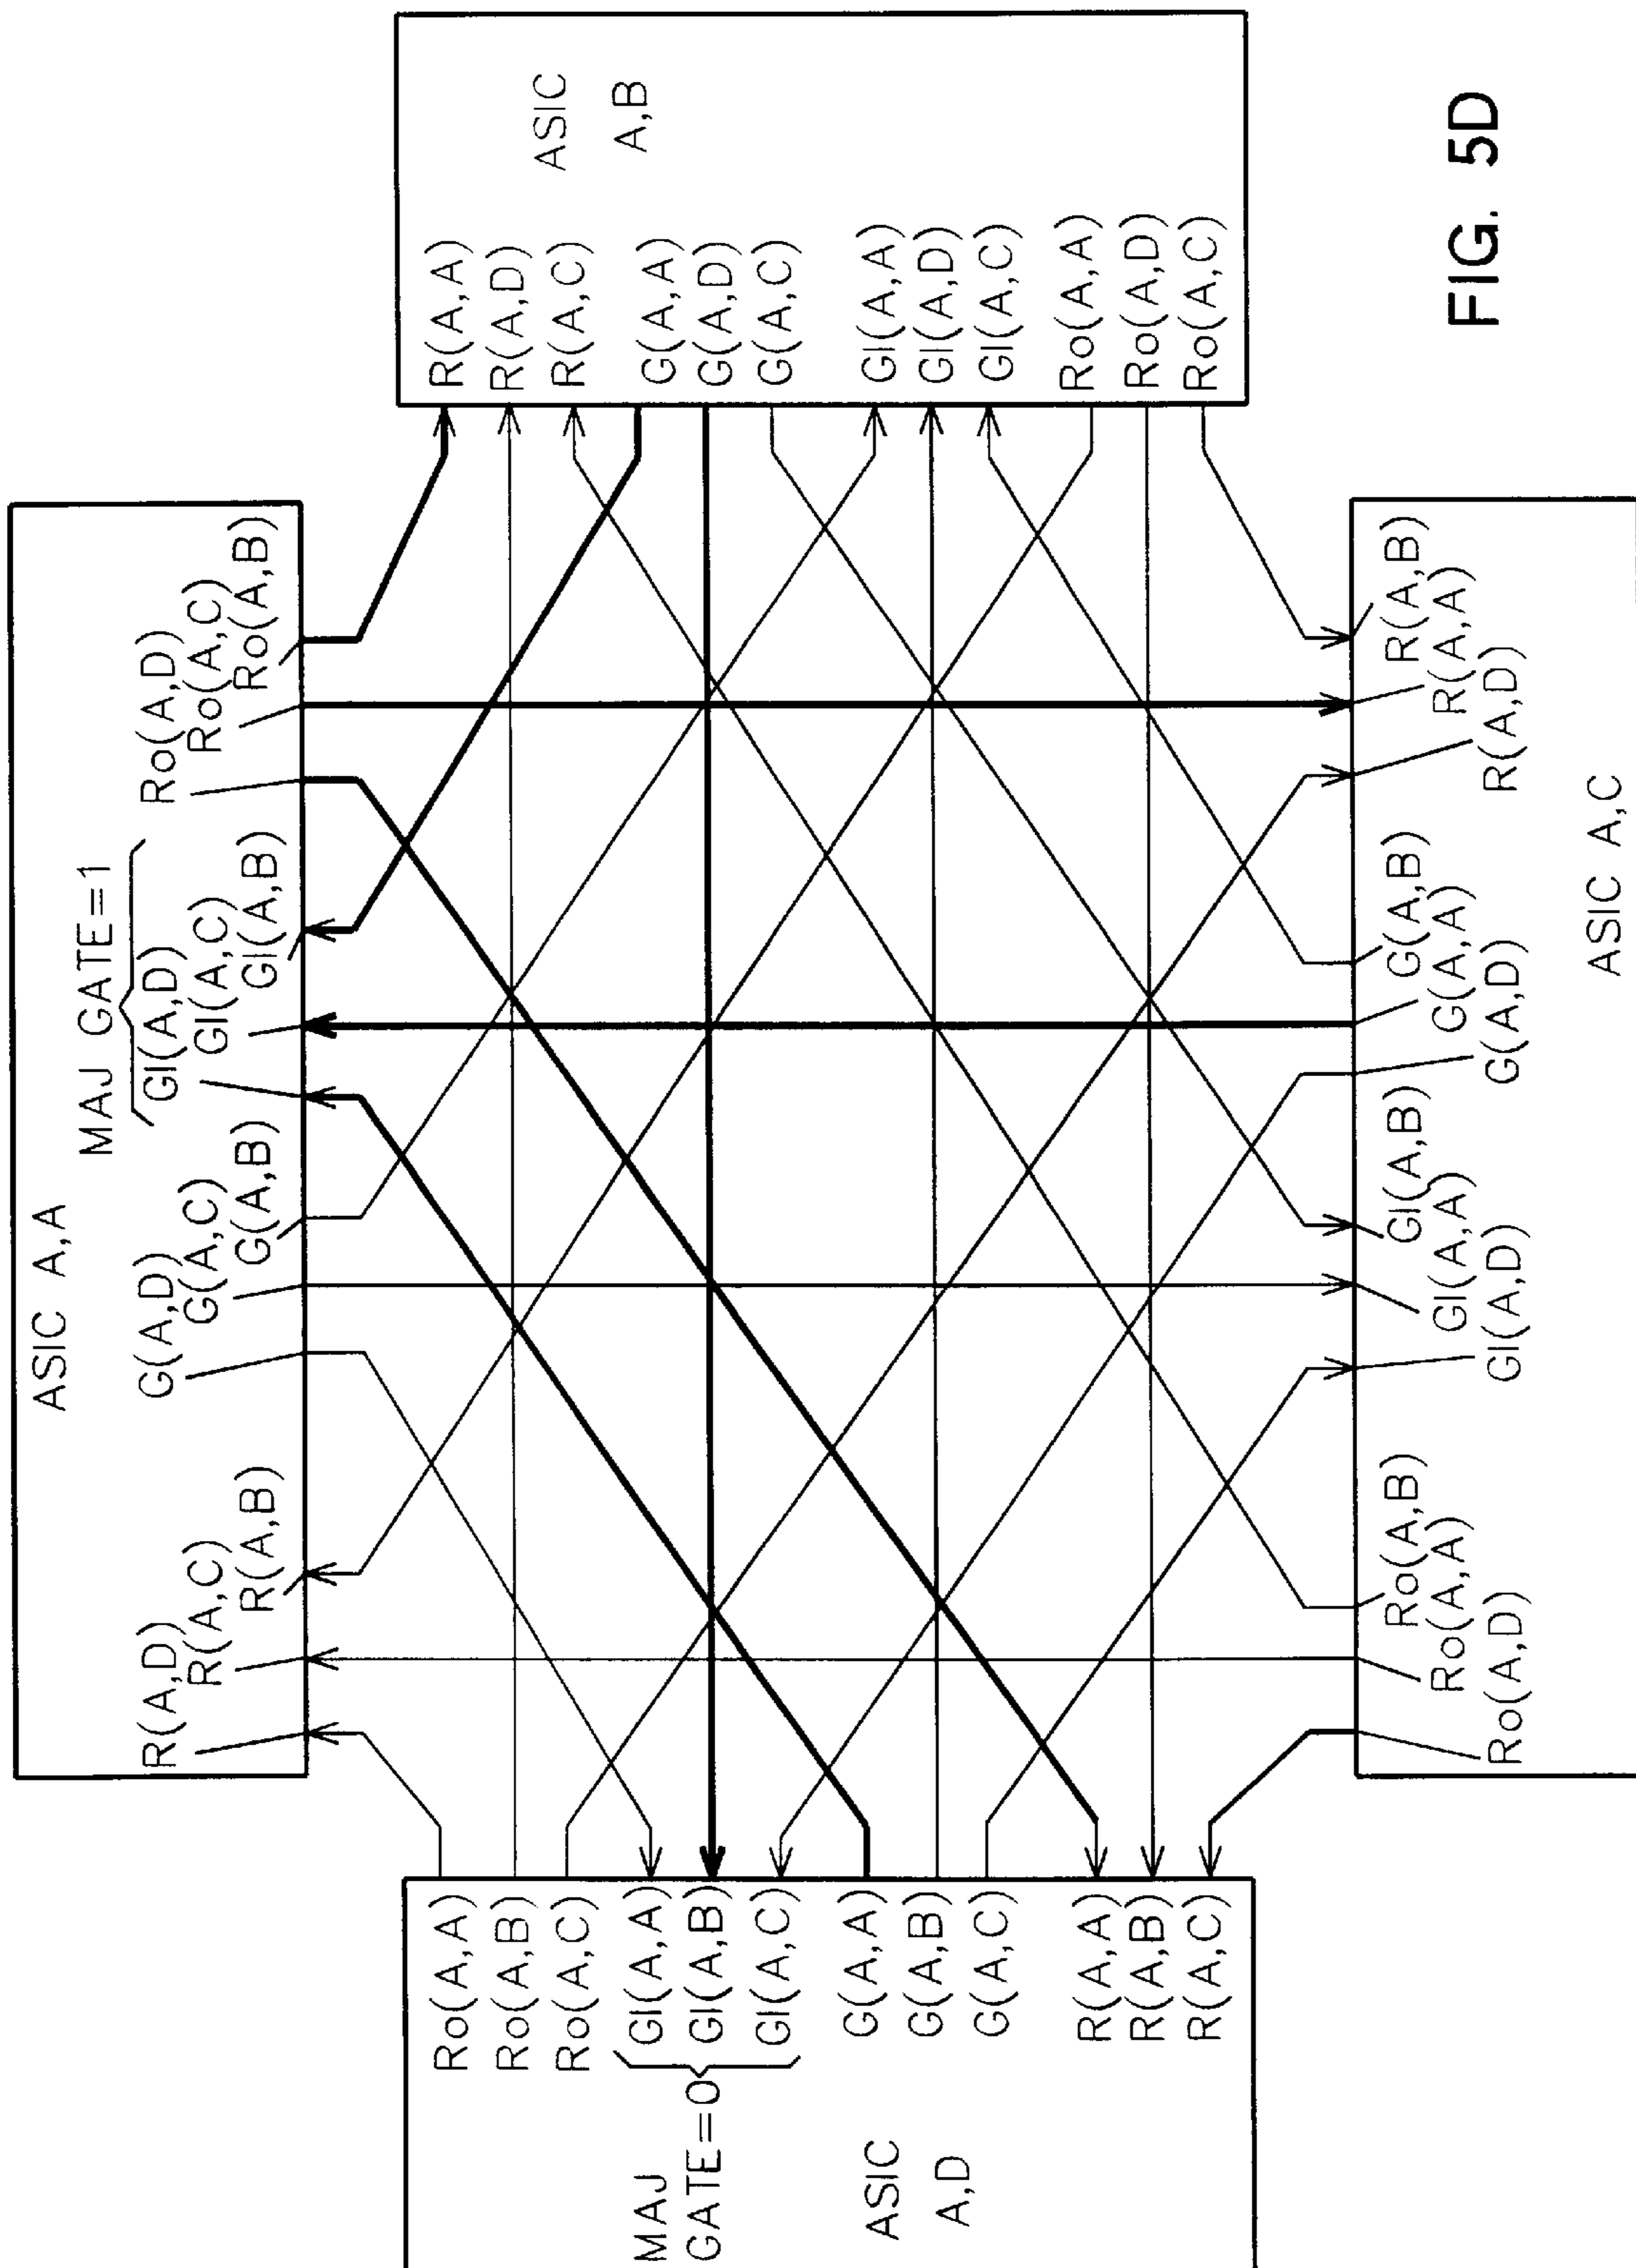 ASIC A,A
MAJ GATE=1
R(A,D)
R(A,C)
R(A,B)
G(A,D)
G(A,C)
G(A,B)
GI(A,D)
GI(A,C)
GI(A,B)
Ro(A,D)
Ro(A,C)
Ro(A,B)
ASIC
A,B
R(A,A)
R(A,D)
R(A,C)
G(A,A)
G(A,D)
G(A,C)
GI(A,A)
GI(A,D)
GI(A,C)
Ro(A,A)
Ro(A,D)
Ro(A,C)
MAJ
GATE=0
ASIC
A,D
Ro(A,A)
Ro(A,B)
Ro(A,C)
GI(A,A)
GI(A,B)
GI(A,C)
G(A,A)
G(A,B)
G(A,C)
R(A,A)
R(A,B)
R(A,C)
Ro(A,B)
Ro(A,A)
Ro(A,D)
GI(A,B)
GI(A,A)
GI(A,D)
G(A,B)
G(A,A)
G(A,D)
R(A,B)
R(A,A)
R(A,D)
ASIC A,C
FIG. 5D